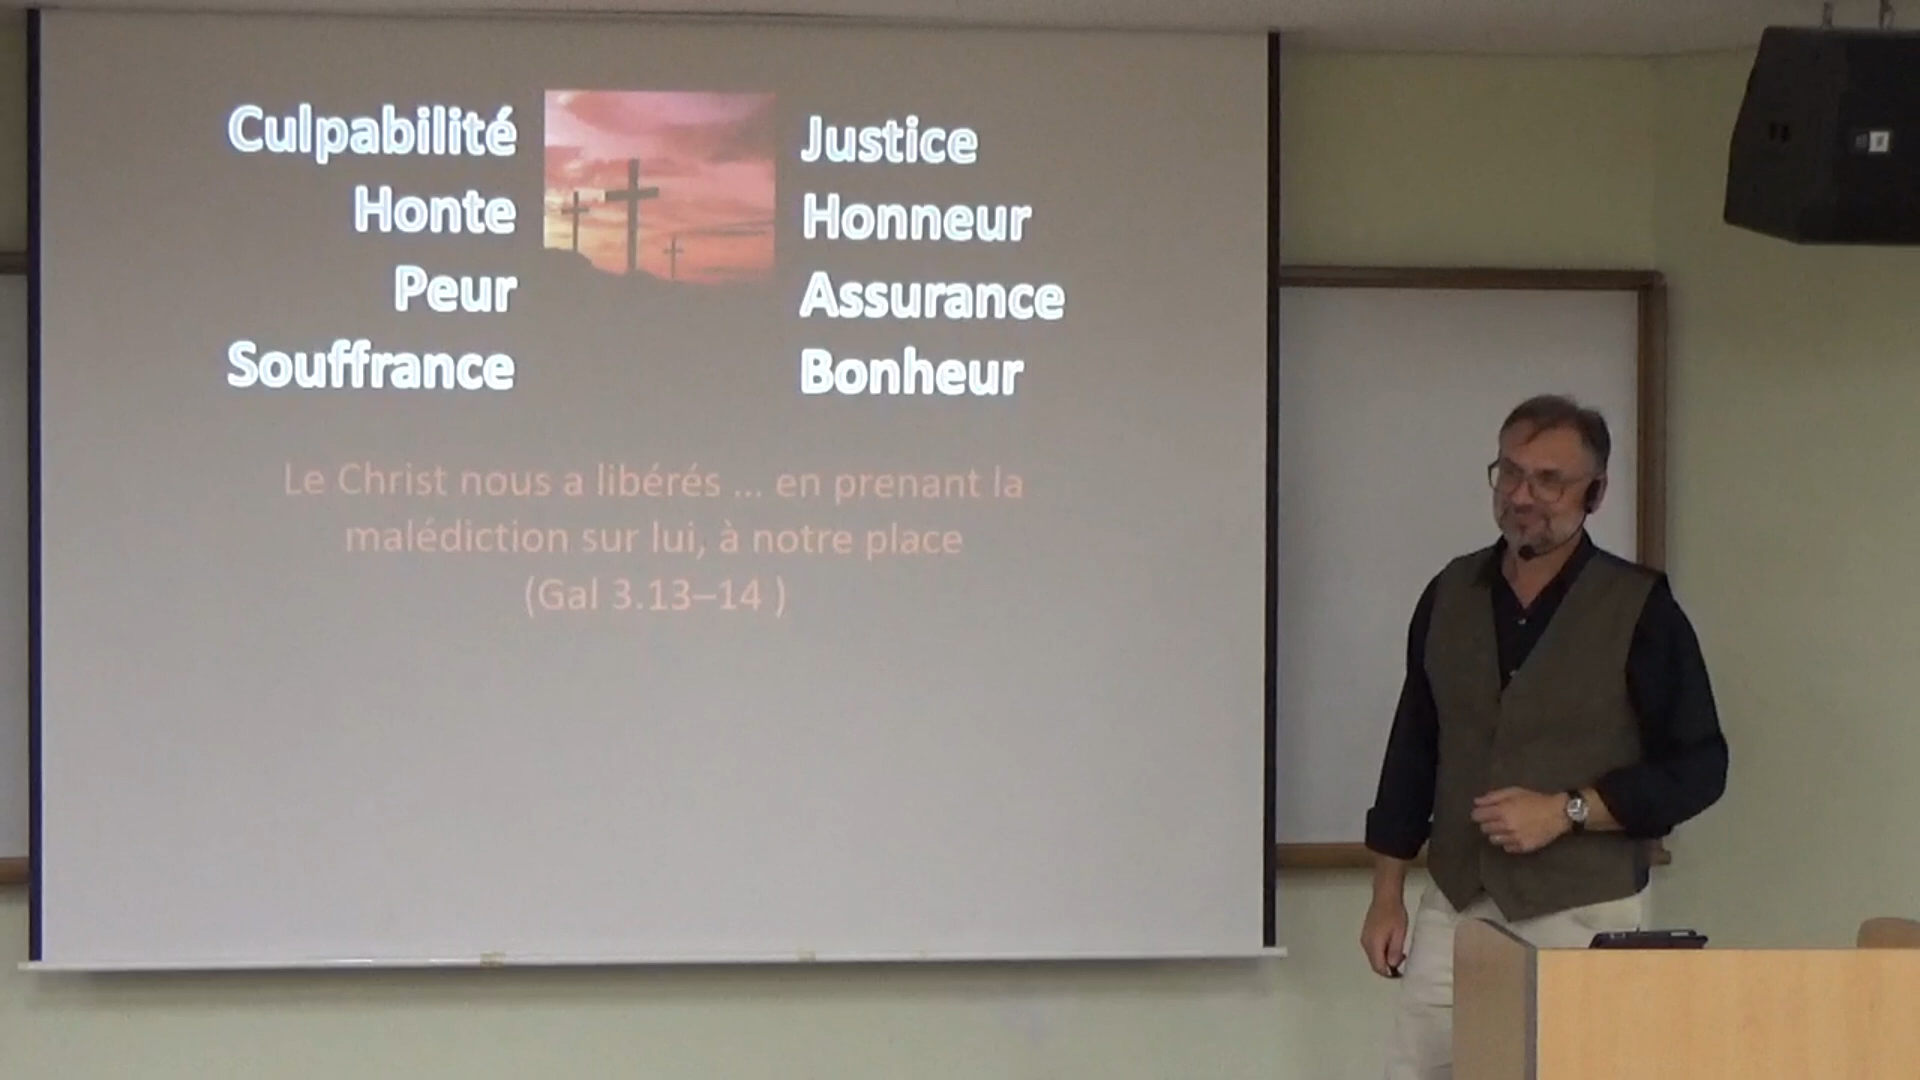 Culpabilité
Honte
Peur
Souffrance
Justice
Honneur
Assurance
Bonheur
Le Christ nous a libérés ... en prenant la
malédiction sur lui, à notre place
(Gal 3.13–14 )